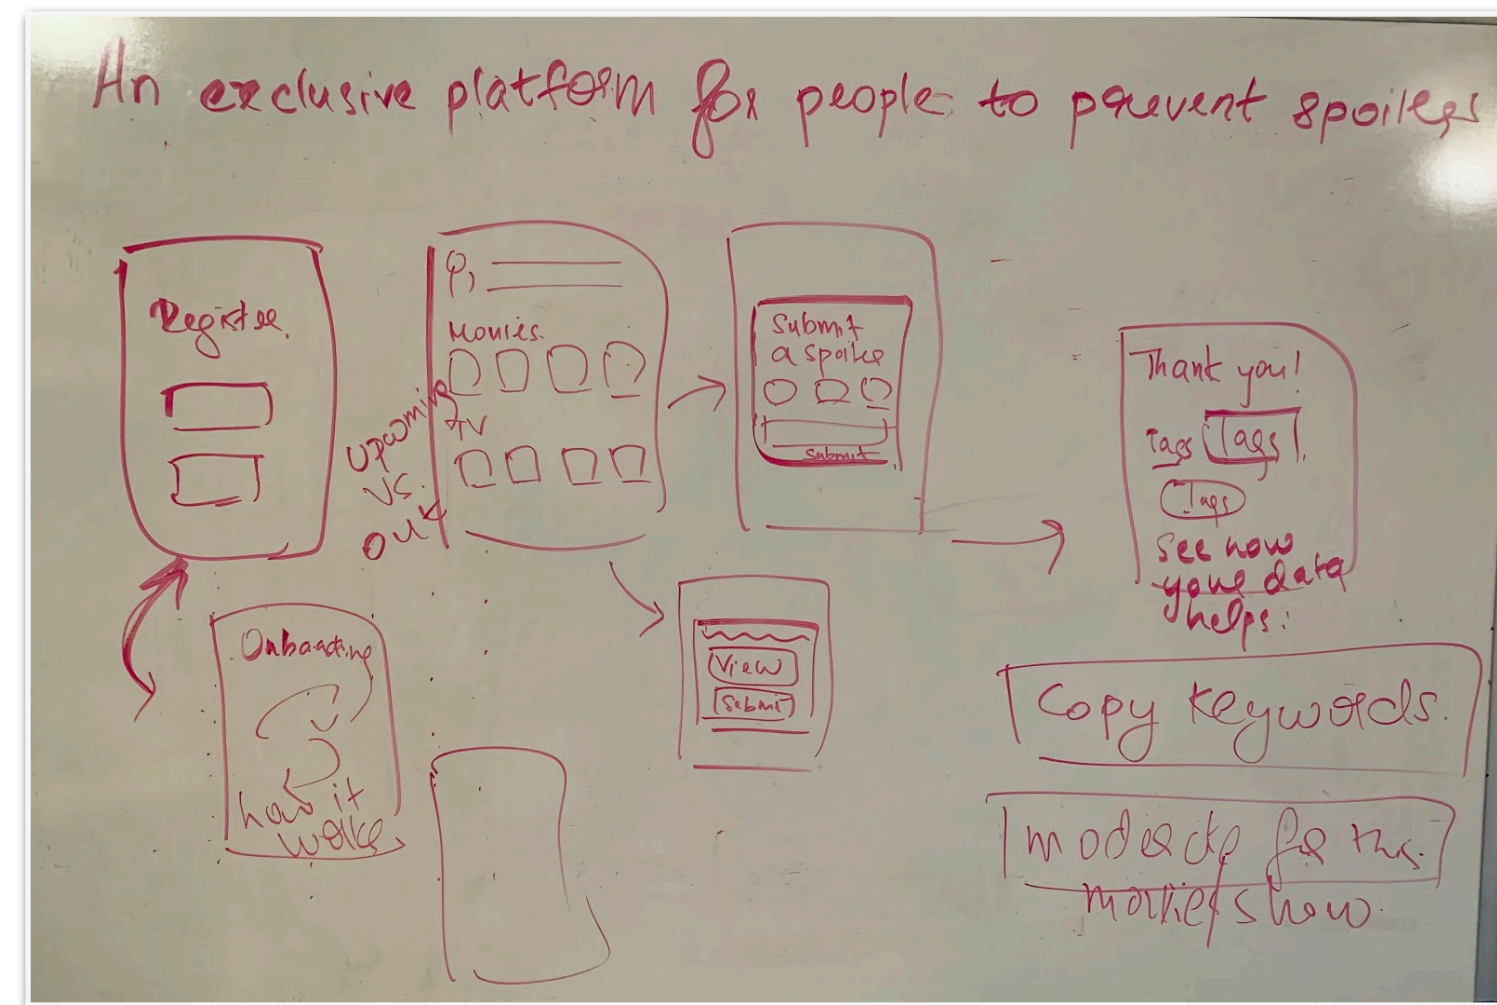 An exclusive platform for people to prevent spoilers
Register
Movies.
TV
Upcoming
vs.
OUT
Submit
a spoiler
submit
Thank you!
Tags Tags
Tags
See how
your data
helps:
Onboarding
how it
works
View
Submit
Copy Keywords.
moderate for this
movie/show.